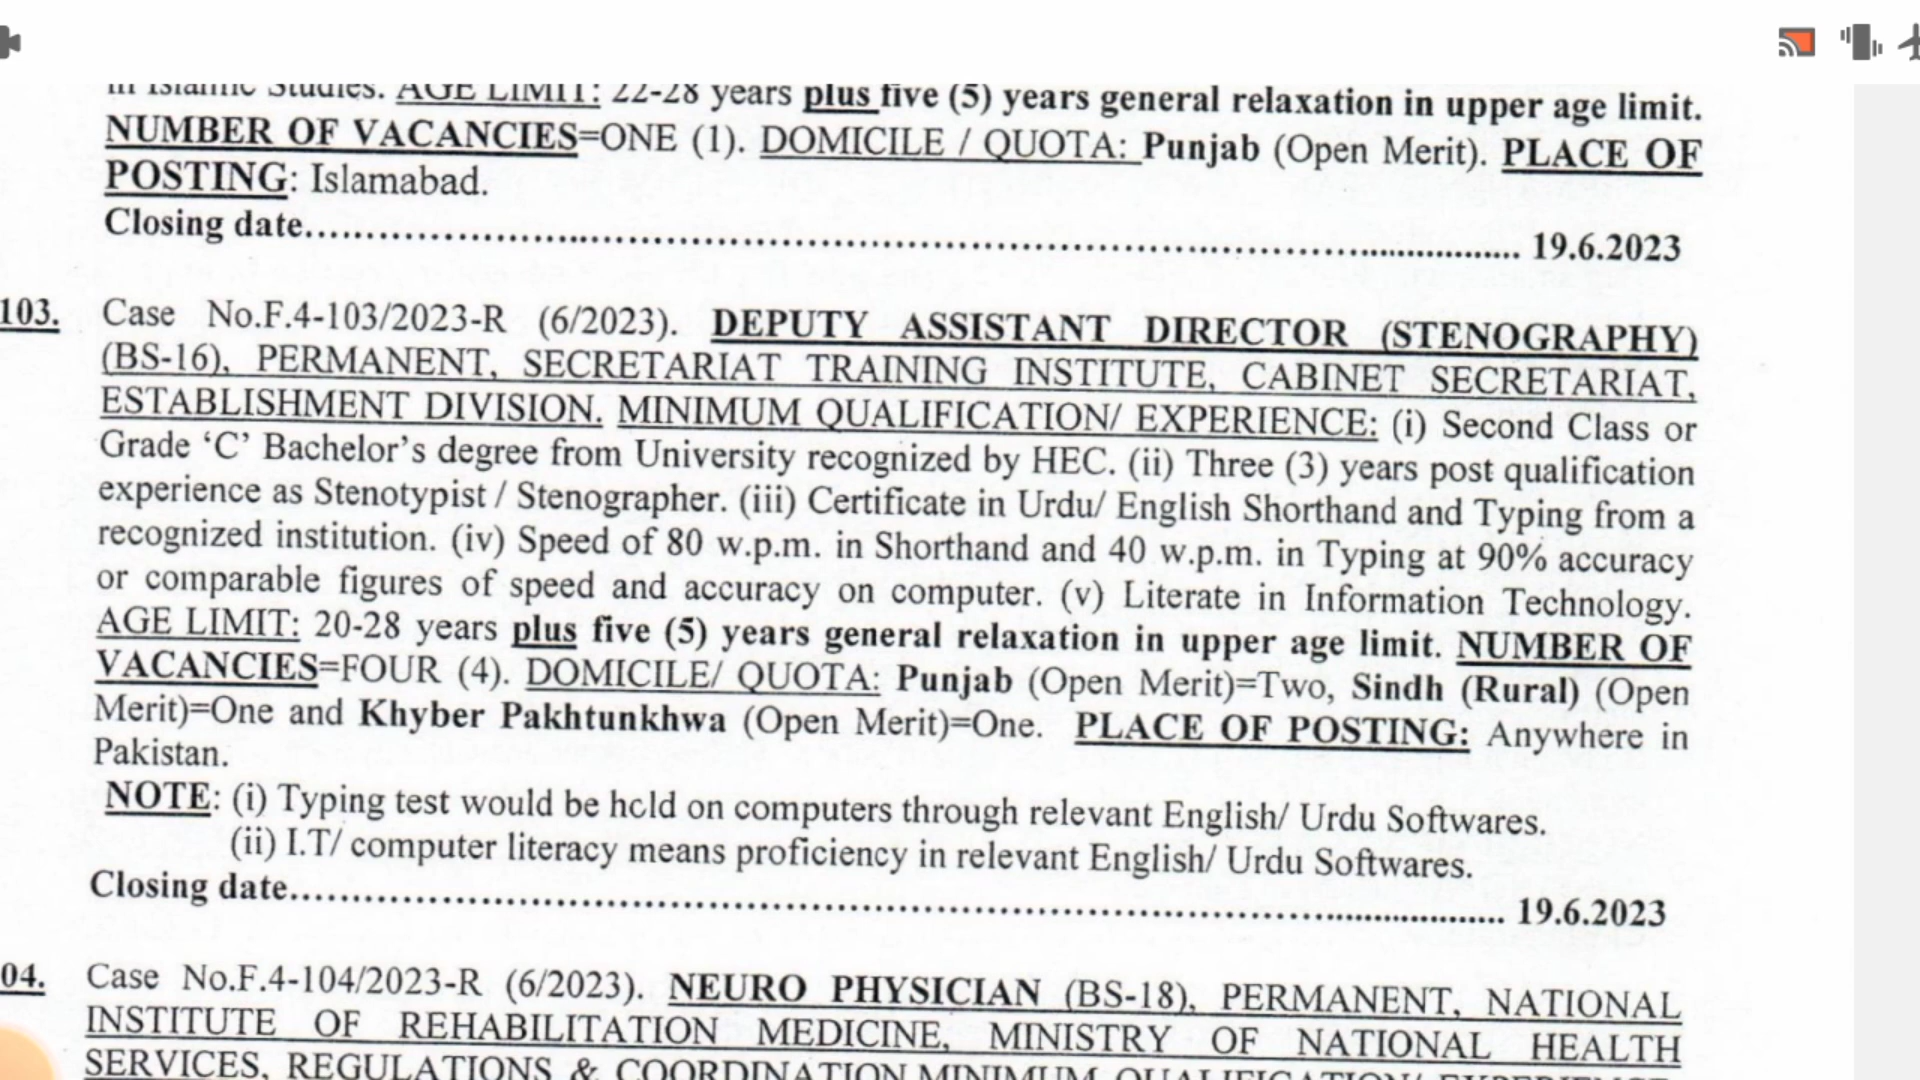 in Islamic Studies. AGE LIMIT: 22-28 years plus five (5) years general relaxation in upper age limit.
NUMBER OF VACANCIES=ONE (1). DOMICILE / QUOTA: Punjab (Open Merit). PLACE OF
POSTING: Islamabad.
Closing date.................................................................................................. 19.6.2023
103. Case No.F.4-103/2023-R (6/2023). DEPUTY ASSISTANT DIRECTOR (STENOGRAPHY)
(BS-16), PERMANENT, SECRETARIAT TRAINING INSTITUTE, CABINET SECRETARIAT,
ESTABLISHMENT DIVISION. MINIMUM QUALIFICATION/ EXPERIENCE: (i) Second Class or
Grade ‘C’ Bachelor’s degree from University recognized by HEC. (ii) Three (3) years post qualification
experience as Stenotypist / Stenographer. (iii) Certificate in Urdu/ English Shorthand and Typing from a
recognized institution. (iv) Speed of 80 w.p.m. in Shorthand and 40 w.p.m. in Typing at 90% accuracy
or comparable figures of speed and accuracy on computer. (v) Literate in Information Technology.
AGE LIMIT: 20-28 years plus five (5) years general relaxation in upper age limit. NUMBER OF
VACANCIES=FOUR (4). DOMICILE/ QUOTA: Punjab (Open Merit)=Two, Sindh (Rural) (Open
Merit)=One and Khyber Pakhtunkhwa (Open Merit)=One. PLACE OF POSTING: Anywhere in
Pakistan.
NOTE: (i) Typing test would be held on computers through relevant English/ Urdu Softwares.
(ii) I.T/ computer literacy means proficiency in relevant English/ Urdu Softwares.
Closing date.................................................................................................. 19.6.2023
04. Case No.F.4-104/2023-R (6/2023). NEURO PHYSICIAN (BS-18), PERMANENT, NATIONAL
INSTITUTE OF REHABILITATION MEDICINE, MINISTRY OF NATIONAL HEALTH
SERVICES, REGULATIONS & COORDINATION MINIMUM QUALIFICATION/ EXPERIENCE